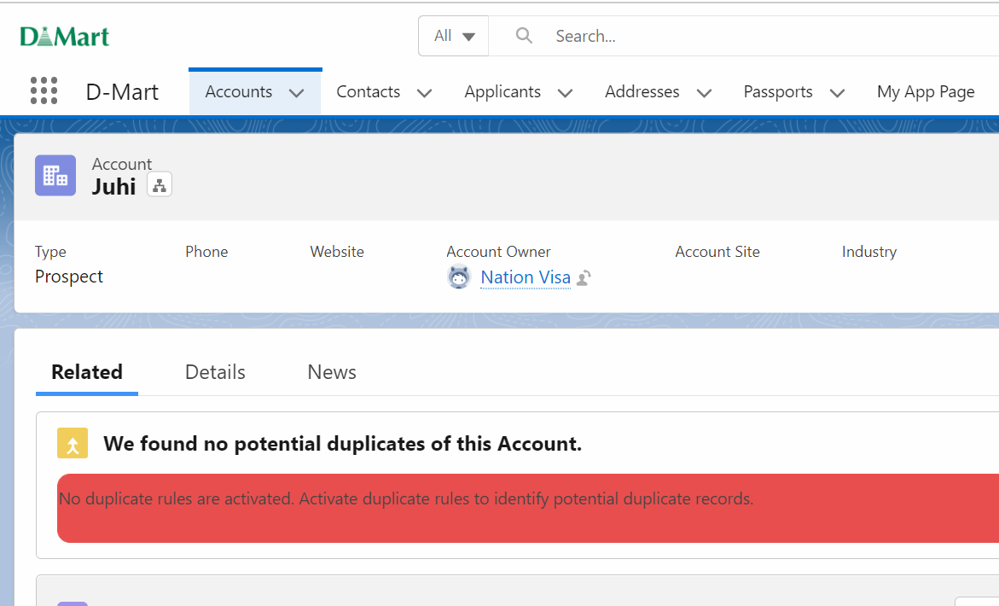 D Mart
All Search...
D-Mart Accounts Contacts Applicants Addresses Passports My App Page
Account
Juhi
Type Phone Website Account Owner Account Site Industry
Prospect Nation Visa
Related Details News
We found no potential duplicates of this Account.
No duplicate rules are activated. Activate duplicate rules to identify potential duplicate records.